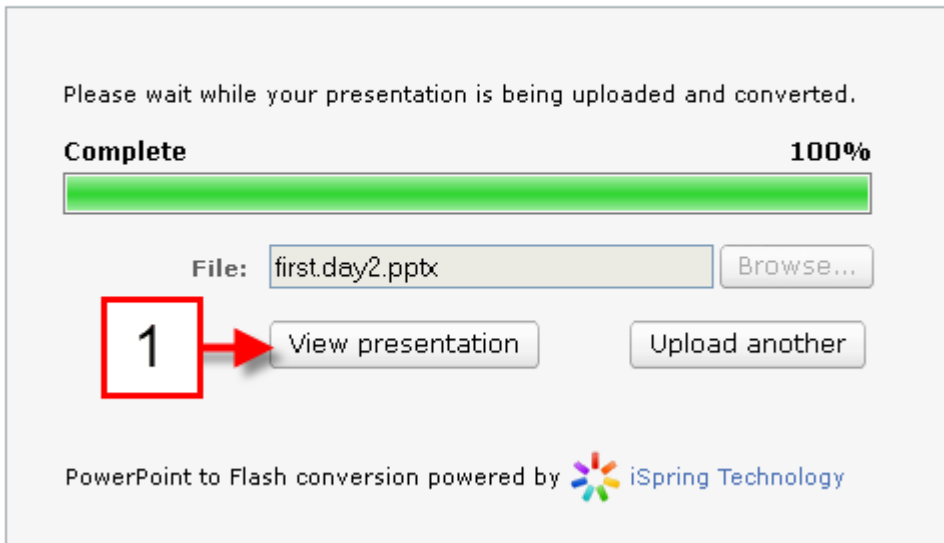 Please wait while your presentation is being uploaded and converted.
Complete 100%
File: first.day2.pptx Browse...
1 View presentation Upload another
PowerPoint to Flash conversion powered by iSpring Technology